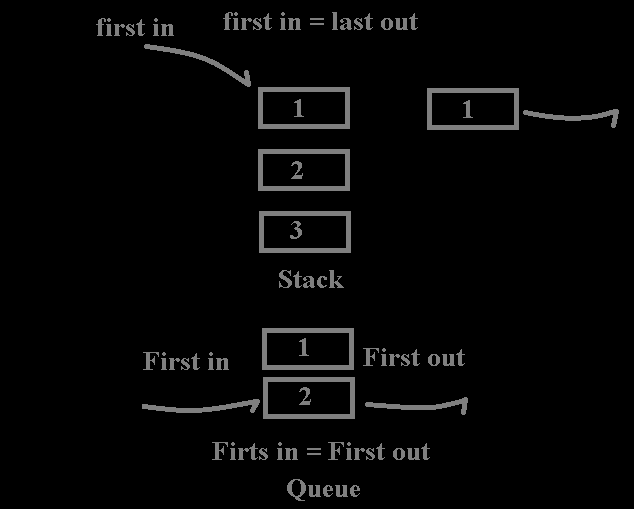 first in
first in = last out
1
1
2
3
Stack
1
First in
First out
2
Firts in = First out
Queue